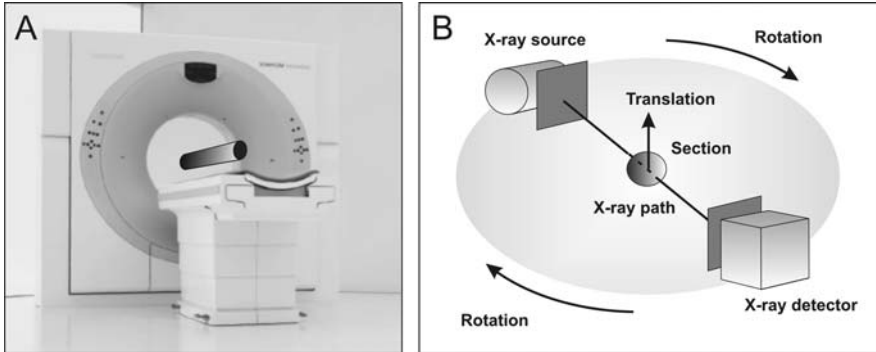 A
B
X-ray source
Rotation
Translation
Section
X-ray path
X-ray detector
Rotation